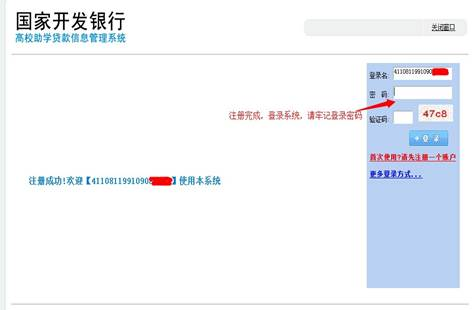 国家开发银行
高校助学贷款信息管理系统
关闭窗口
登录名: 4110811991090
密 码:
注册完成，登录系统，请牢记登录密码
验证码: 47c8
登 录
首次使用?请先注册一个账户
注册成功!欢迎【4110811991090】使用本系统
更多登录方式...